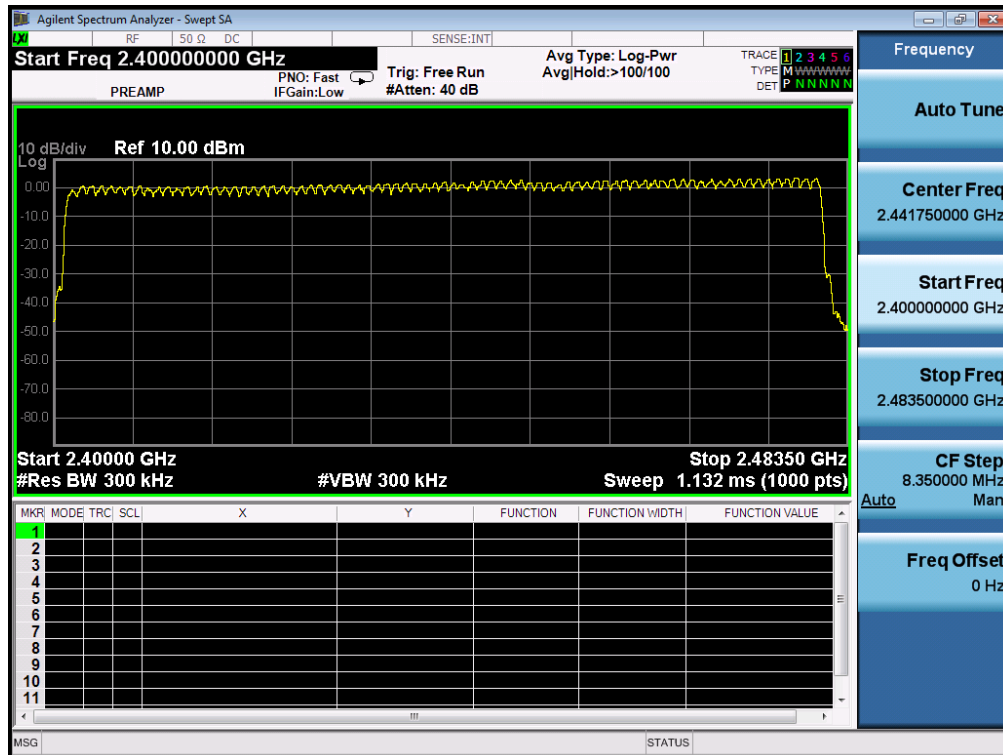 Agilent Spectrum Analyzer - Swept SA
LXI RF 50 Ω DC SENSE:INT
Start Freq 2.400000000 GHz
PREAMP
PNO: Fast
IFGain:Low
Trig: Free Run
#Atten: 40 dB
Avg Type: Log-Pwr
Avg|Hold:>100/100
TRACE 1 2 3 4 5 6
TYPE M WWWWW
DET P N N N N N
10 dB/div Ref 10.00 dBm
Log
0.00
-10.0
-20.0
-30.0
-40.0
-50.0
-60.0
-70.0
-80.0
Start 2.40000 GHz Stop 2.48350 GHz
#Res BW 300 kHz #VBW 300 kHz Sweep 1.132 ms (1000 pts)
MKR MODE TRC SCL X Y FUNCTION FUNCTION WIDTH FUNCTION VALUE
1
2
3
4
5
6
7
8
9
10
11
MSG STATUS
Frequency
Auto Tune
Center Freq
2.441750000 GHz
Start Freq
2.400000000 GHz
Stop Freq
2.483500000 GHz
CF Step
8.350000 MHz
Auto Man
Freq Offset
0 Hz